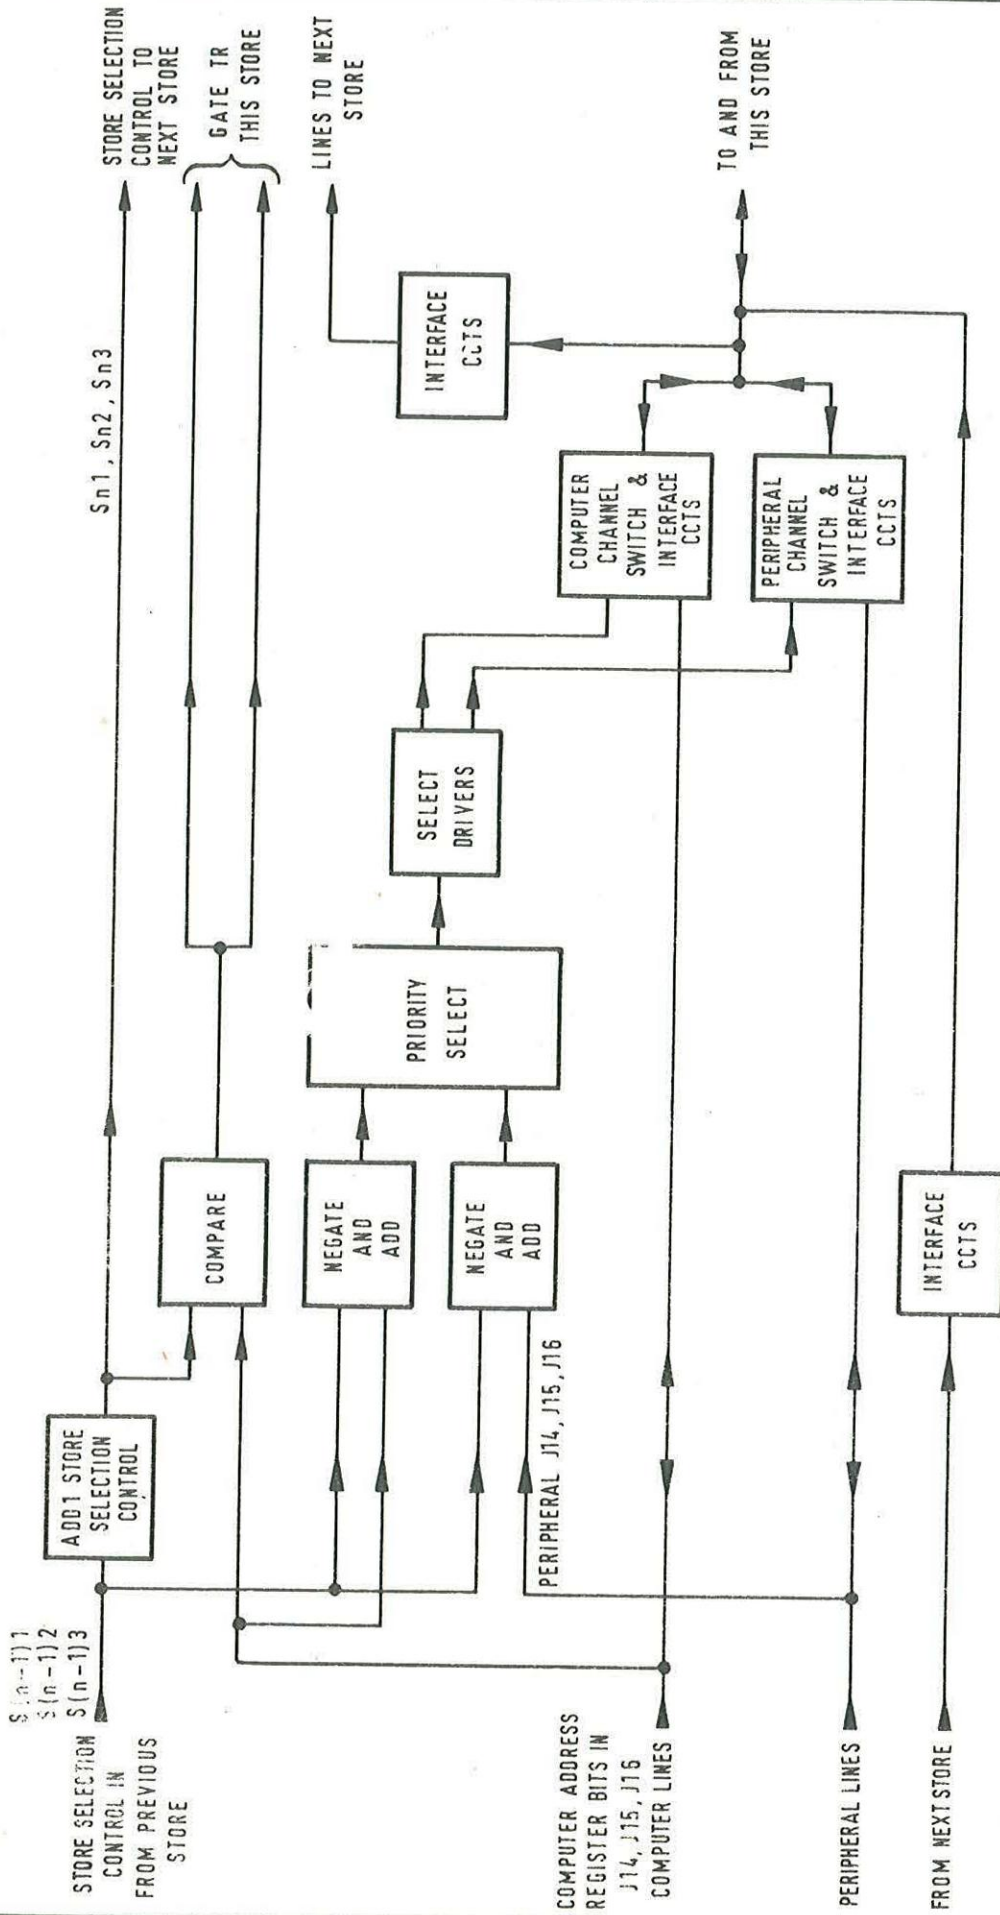 STORE SELECTION
CONTROL TO
NEXT STORE
GATE TR
THIS STORE
LINES TO NEXT
STORE
TO AND FROM
THIS STORE
Sn1, Sn2, Sn3
INTERFACE
CCTS
COMPUTER
CHANNEL
SWITCH &
INTERFACE
CCTS
PERIPHERAL
CHANNEL
SWITCH &
INTERFACE
CCTS
SELECT
DRIVERS
PRIORITY
SELECT
COMPARE
NEGATE
AND
ADD
NEGATE
AND
ADD
INTERFACE
CCTS
ADD1 STORE
SELECTION
CONTROL
PERIPHERAL J14, J15, J16
S(n-1)1
S(n-1)2
S(n-1)3
STORE SELECTION
CONTROL IN
FROM PREVIOUS
STORE
COMPUTER ADDRESS
REGISTER BITS IN
J14, J15, J16
COMPUTER LINES
PERIPHERAL LINES
FROM NEXT STORE